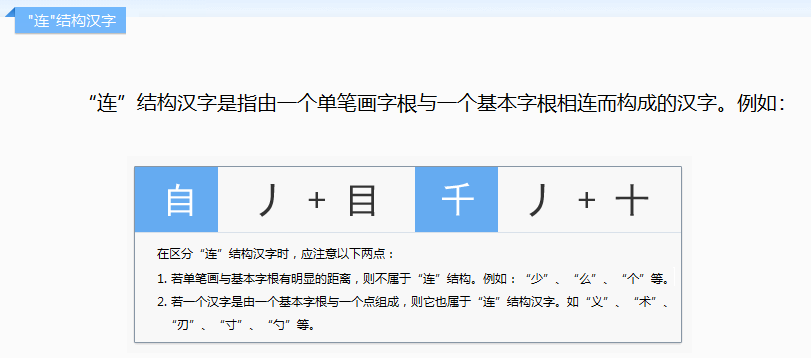 "连"结构汉字
“连”结构汉字是指由一个单笔画字根与一个基本字根相连而构成的汉字。例如：
自 丿 + 目 千 丿 + 十
在区分“连”结构汉字时，应注意以下两点：
1. 若单笔画与基本字根有明显的距离，则不属于“连”结构。例如：“少”、“么”、“个”等。
2. 若一个汉字是由一个基本字根与一个点组成，则它也属于“连”结构汉字。如“义”、“术”、
“刃”、“寸”、“勺”等。